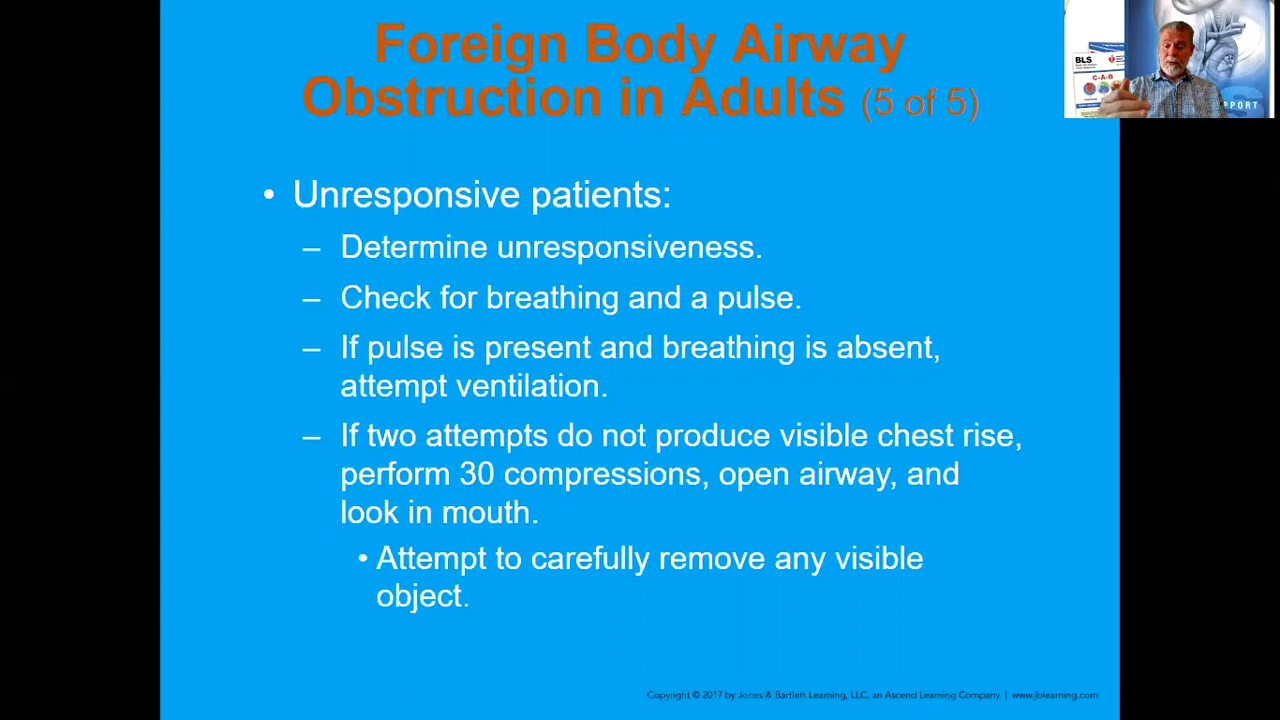 Foreign Body Airway
Obstruction in Adults (5 of 5)
BLS
C-A-B
PORT
• Unresponsive patients:
– Determine unresponsiveness.
– Check for breathing and a pulse.
– If pulse is present and breathing is absent,
attempt ventilation.
– If two attempts do not produce visible chest rise,
perform 30 compressions, open airway, and
look in mouth.
• Attempt to carefully remove any visible
object.
Copyright © 2017 by Jones & Bartlett Learning, LLC, an Ascend Learning Company | www.jblearning.com